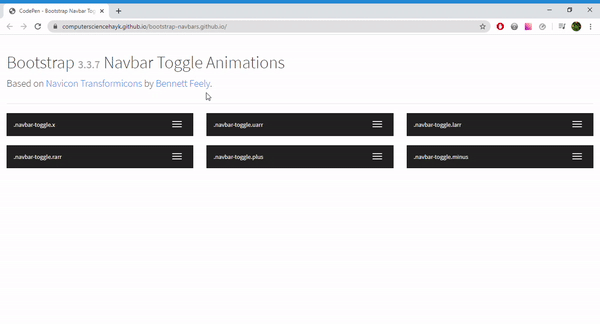 CodePen - Bootstrap Navbar Tog
computersciencehayk.github.io/bootstrap-navbars.github.io/
Bootstrap 3.3.7 Navbar Toggle Animations
Based on Navicon Transformicons by Bennett Feely.
.navbar-toggle.x
.navbar-toggle.uarr
.navbar-toggle.larr
.navbar-toggle.rarr
.navbar-toggle.plus
.navbar-toggle.minus